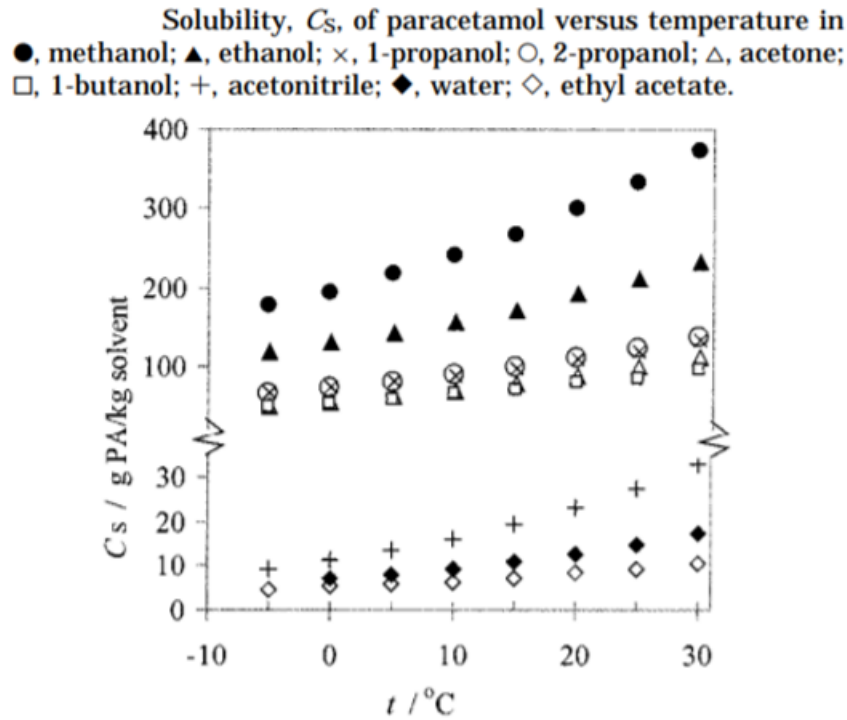 Solubility, CS, of paracetamol versus temperature in
●, methanol; ▲, ethanol; ×, 1-propanol; ○, 2-propanol; △, acetone;
□, 1-butanol; +, acetonitrile; ◆, water; ◇, ethyl acetate.
400
300
200
100
30
20
10
0
Cs / g PA/kg solvent
-10 0 10 20 30
t / °C